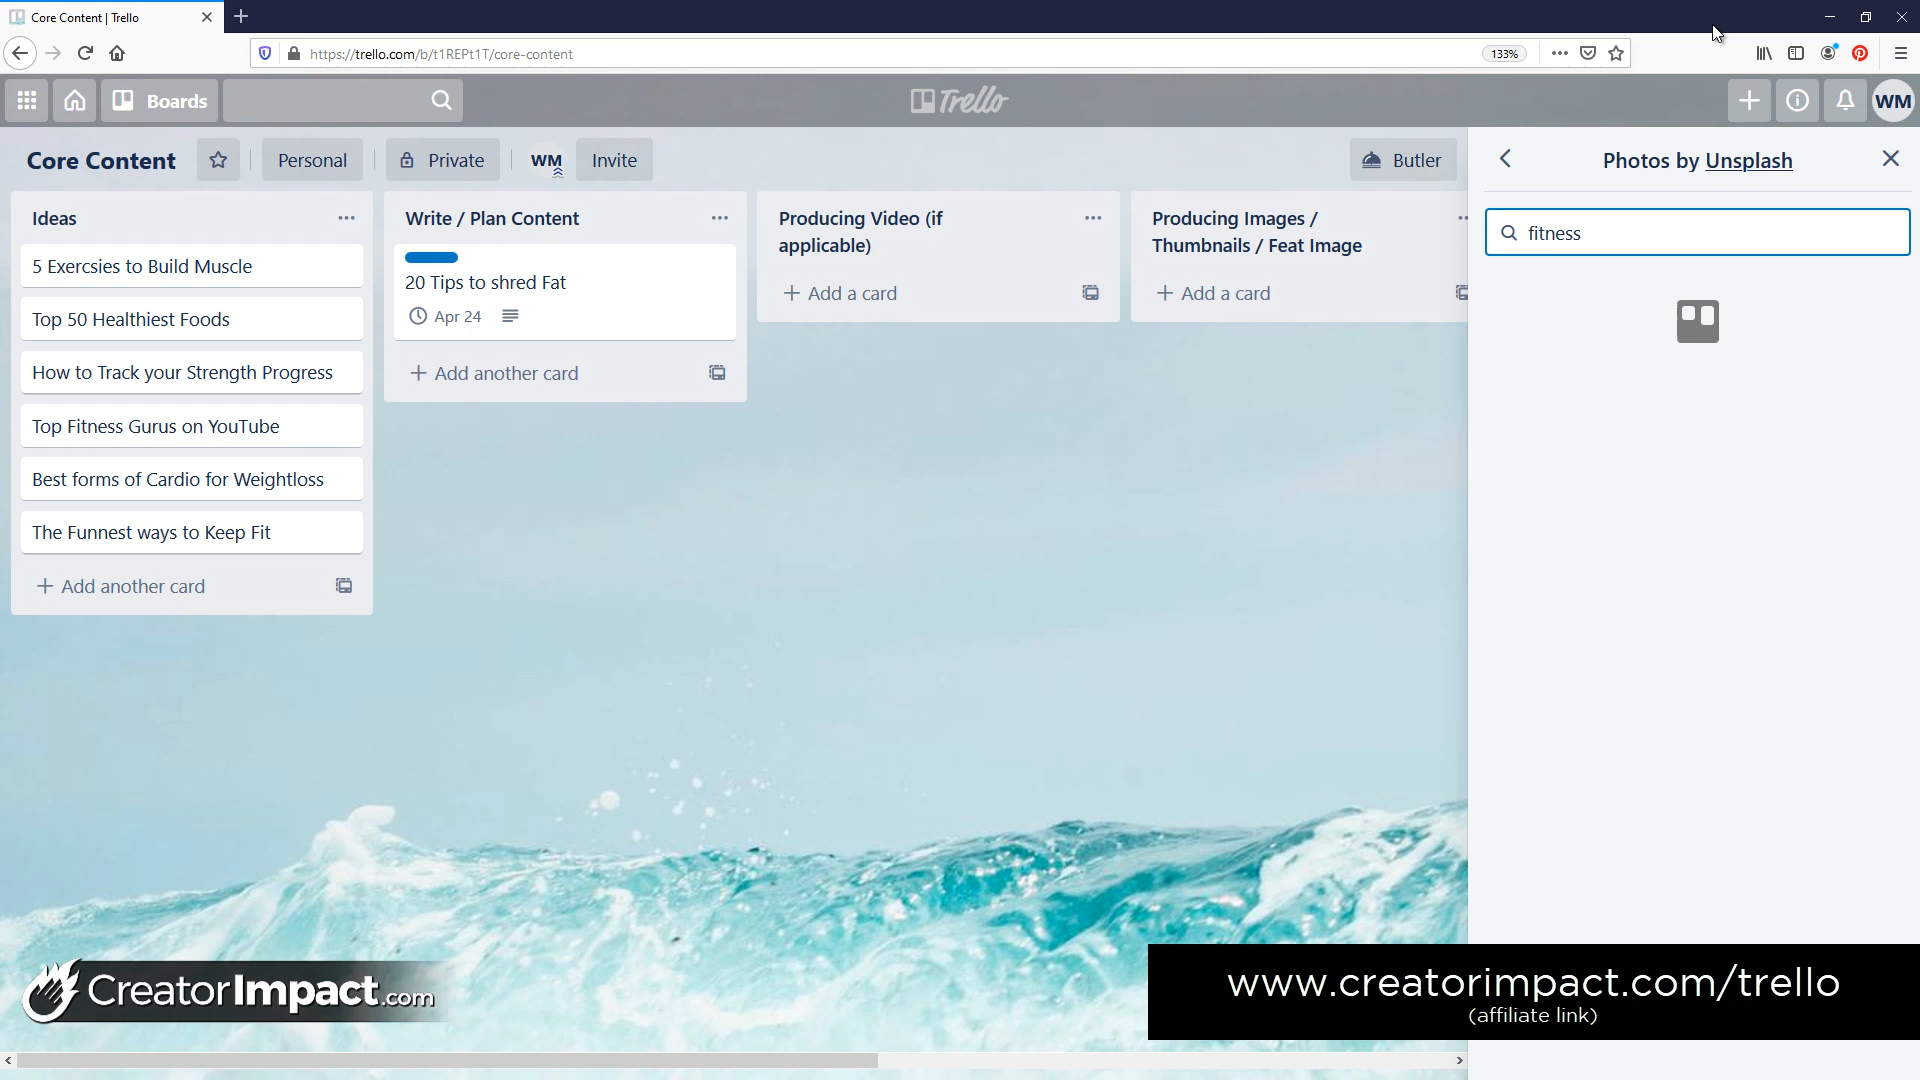 Core Content | Trello
https://trello.com/b/t1REPt1T/core-content
133%
Boards
Trello
WM
Core Content
Personal
Private
WM
Invite
Butler
Photos by Unsplash
fitness
Ideas
5 Exercsies to Build Muscle
Top 50 Healthiest Foods
How to Track your Strength Progress
Top Fitness Gurus on YouTube
Best forms of Cardio for Weightloss
The Funnest ways to Keep Fit
+ Add another card
Write / Plan Content
20 Tips to shred Fat
Apr 24
+ Add another card
Producing Video (if
applicable)
+ Add a card
Producing Images /
Thumbnails / Feat Image
+ Add a card
CreatorImpact.com
www.creatorimpact.com/trello
(affiliate link)